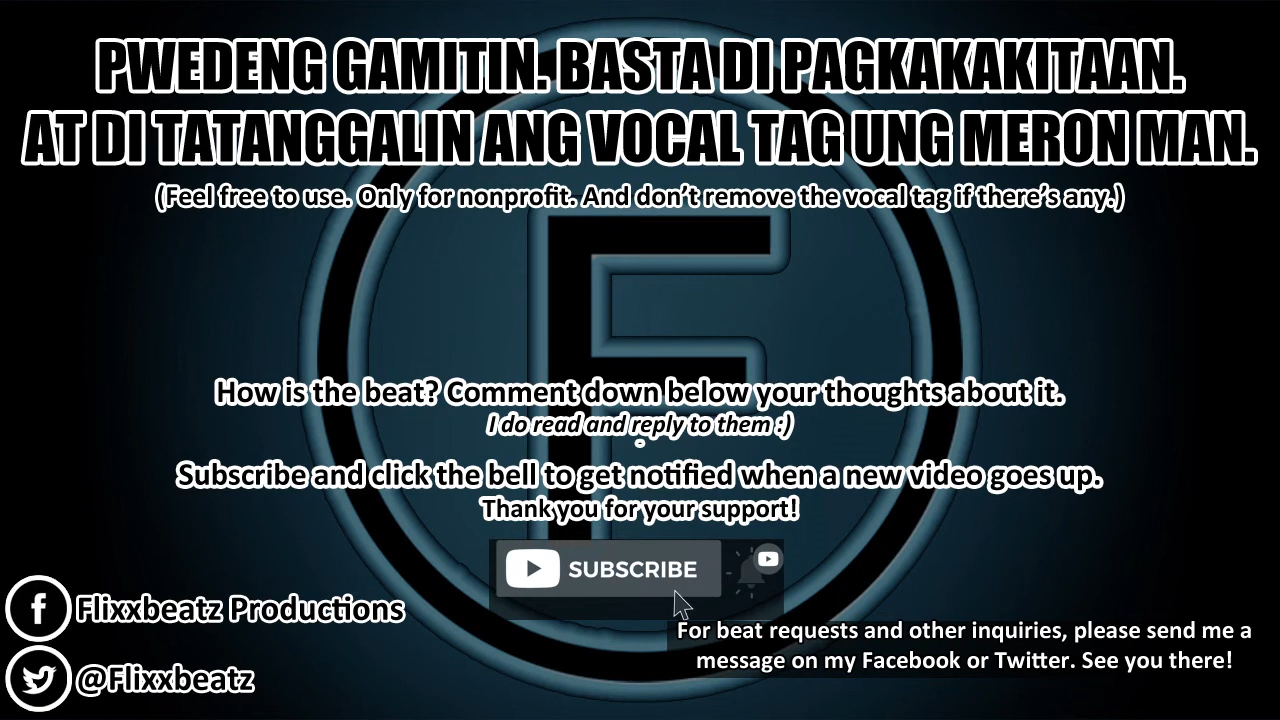 PWEDENG GAMITIN. BASTA DI PAGKAKAKITAAN.
AT DI TATANGGALIN ANG VOCAL TAG UNG MERON MAN.
(Feel free to use. Only for nonprofit. And don't remove the vocal tag if there's any.)
F
How is the beat? Comment down below your thoughts about it.
I do read and reply to them :)
-
Subscribe and click the bell to get notified when a new video goes up.
Thank you for your support!
SUBSCRIBE
Flixxbeatz Productions
@Flixxbeatz
For beat requests and other inquiries, please send me a
message on my Facebook or Twitter. See you there!